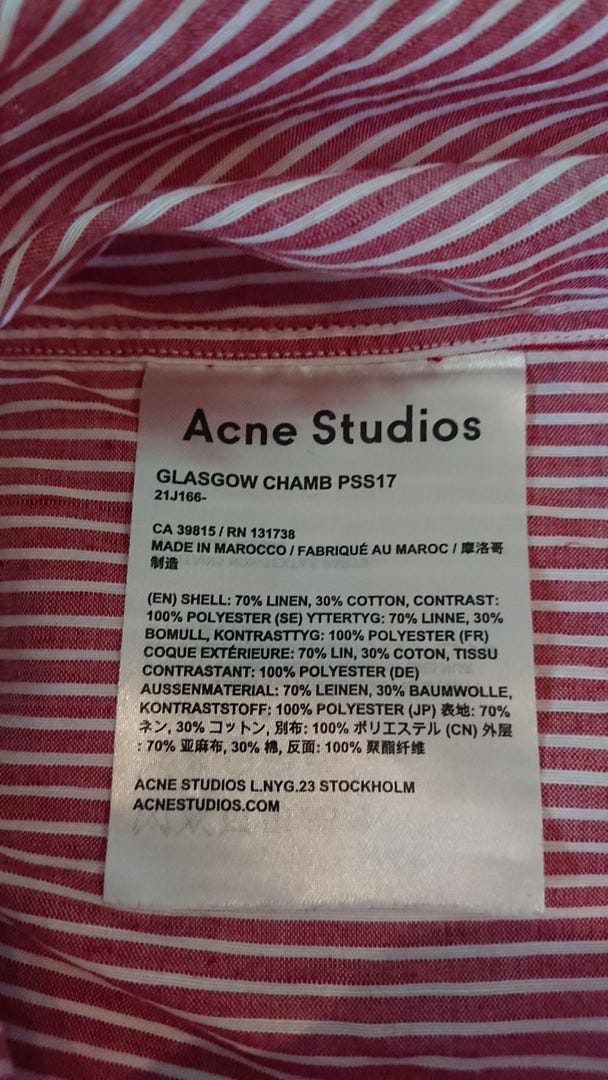 Acne Studios
GLASGOW CHAMB PSS17
21J166-
CA 39815 / RN 131738
MADE IN MAROCCO / FABRIQUÉ AU MAROC / 摩洛哥
制造
(EN) SHELL: 70% LINEN, 30% COTTON, CONTRAST:
100% POLYESTER (SE) YTTERTYG: 70% LINNE, 30%
BOMULL, KONTRASTTYG: 100% POLYESTER (FR)
COQUE EXTÉRIEURE: 70% LIN, 30% COTON, TISSU
CONTRASTANT: 100% POLYESTER (DE)
AUSSENMATERIAL: 70% LEINEN, 30% BAUMWOLLE,
KONTRASTSTOFF: 100% POLYESTER (JP) 表地: 70%
ネン, 30% コットン, 別布: 100% ポリエステル (CN) 外层
: 70% 亚麻布, 30% 棉, 反面: 100% 聚酯纤维
ACNE STUDIOS L.NYG.23 STOCKHOLM
ACNESTUDIOS.COM